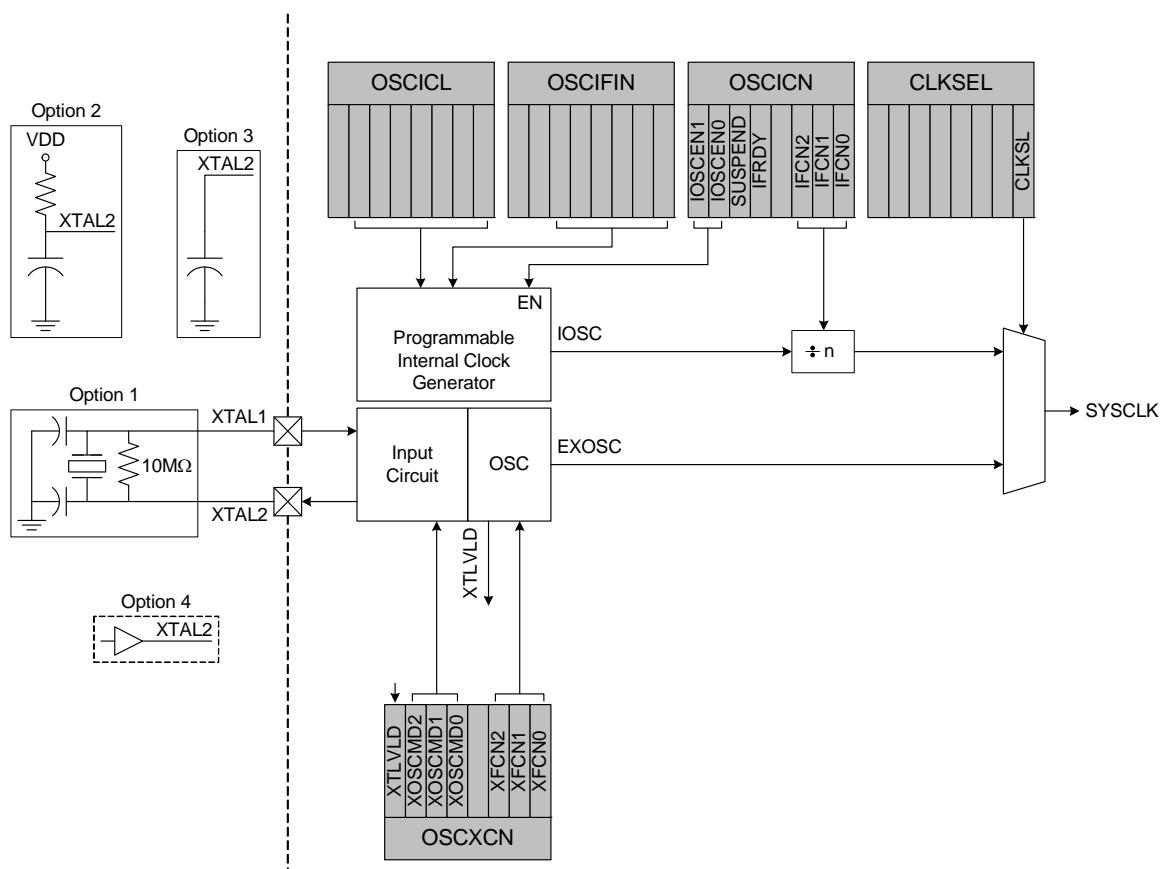 OSCICL
OSCIFIN
OSCICN
CLKSEL
IOSCEN1
IOSCEN0
SUSPEND
IFRDY
IFCN2
IFCN1
IFCN0
CLKSL
Option 2
VDD
XTAL2
Option 3
XTAL2
EN
Programmable
Internal Clock
Generator
IOSC
÷ n
SYSCLK
Option 1
10MΩ
XTAL1
XTAL2
Input
Circuit
OSC
EXOSC
XTLVLD
Option 4
XTAL2
XTLVLD
XOSCMD2
XOSCMD1
XOSCMD0
XFCN2
XFCN1
XFCN0
OSCXCN